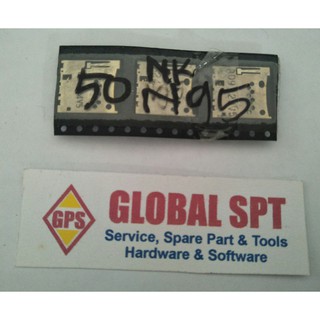 NK
50 N95
GPS
GLOBAL SPT
Service, Spare Part & Tools
Hardware & Software